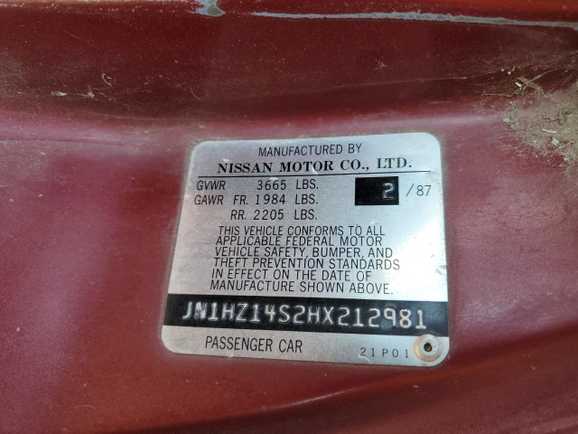 MANUFACTURED BY
NISSAN MOTOR CO., LTD.
GVWR 3665 LBS. 2 /87
GAWR FR. 1984 LBS.
RR. 2205 LBS.
THIS VEHICLE CONFORMS TO ALL
APPLICABLE FEDERAL MOTOR
VEHICLE SAFETY, BUMPER, AND
THEFT PREVENTION STANDARDS
IN EFFECT ON THE DATE OF
MANUFACTURE SHOWN ABOVE.
JN1HZ14S2HX212981
PASSENGER CAR 21P01